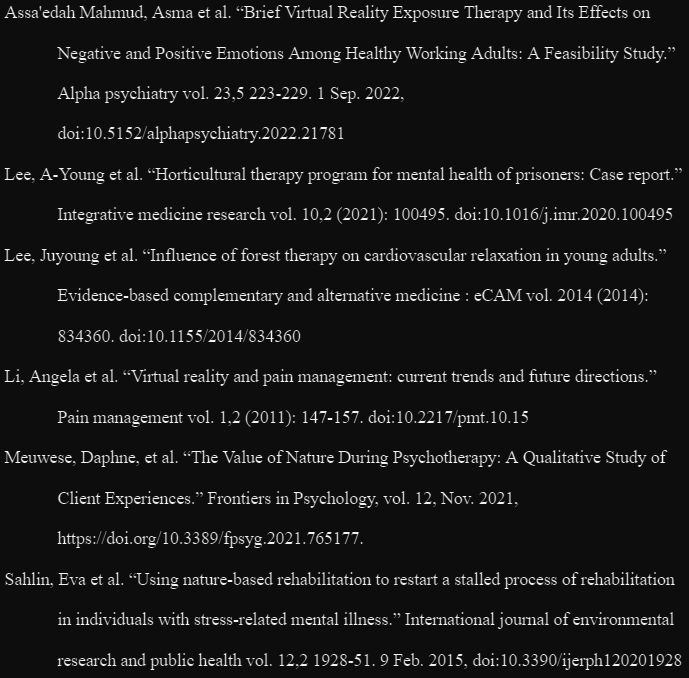 Assa'edah Mahmud, Asma et al. “Brief Virtual Reality Exposure Therapy and Its Effects on
Negative and Positive Emotions Among Healthy Working Adults: A Feasibility Study.”
Alpha psychiatry vol. 23,5 223-229. 1 Sep. 2022,
doi:10.5152/alphapsychiatry.2022.21781
Lee, A-Young et al. “Horticultural therapy program for mental health of prisoners: Case report.”
Integrative medicine research vol. 10,2 (2021): 100495. doi:10.1016/j.imr.2020.100495
Lee, Juyoung et al. “Influence of forest therapy on cardiovascular relaxation in young adults.”
Evidence-based complementary and alternative medicine : eCAM vol. 2014 (2014):
834360. doi:10.1155/2014/834360
Li, Angela et al. “Virtual reality and pain management: current trends and future directions.”
Pain management vol. 1,2 (2011): 147-157. doi:10.2217/pmt.10.15
Meuwese, Daphne, et al. “The Value of Nature During Psychotherapy: A Qualitative Study of
Client Experiences.” Frontiers in Psychology, vol. 12, Nov. 2021,
https://doi.org/10.3389/fpsyg.2021.765177.
Sahlin, Eva et al. “Using nature-based rehabilitation to restart a stalled process of rehabilitation
in individuals with stress-related mental illness.” International journal of environmental
research and public health vol. 12,2 1928-51. 9 Feb. 2015, doi:10.3390/ijerph120201928